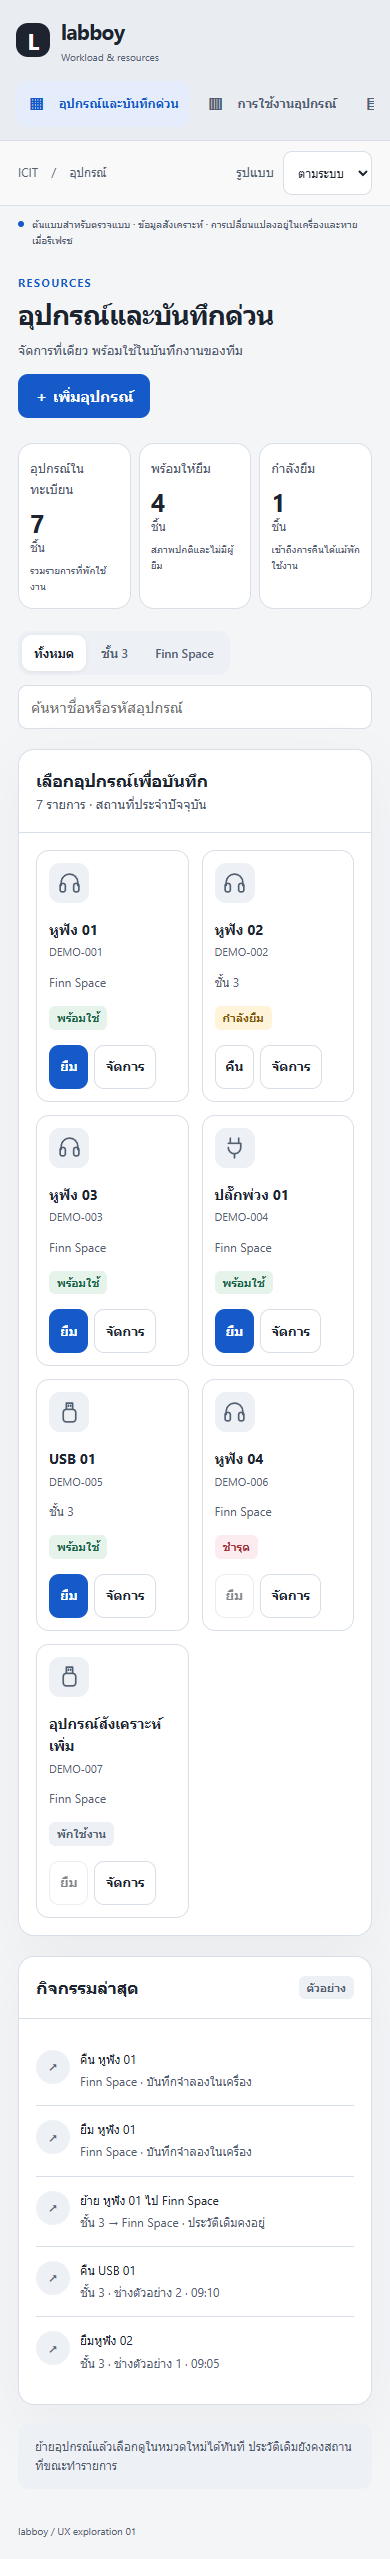 L
labboy
Workload & resources
อุปกรณ์และบันทึกด่วน
การใช้งานอุปกรณ์
ICIT / อุปกรณ์
รูปแบบ
ตามระบบ
ต้นแบบสำหรับตรวจแบบ · ข้อมูลสังเคราะห์ · การเปลี่ยนแปลงอยู่ในเครื่องและหาย
เมื่อรีเฟรช
RESOURCES
อุปกรณ์และบันทึกด่วน
จัดการที่เดียว พร้อมใช้ในบันทึกงานของทีม
+ เพิ่มอุปกรณ์
อุปกรณ์ใน
ทะเบียน
7
ชิ้น
รวมรายการที่พักใช้
งาน
พร้อมให้ยืม
4
ชิ้น
สภาพปกติและไม่มีผู้
ยืม
กำลังยืม
1
ชิ้น
เข้าถึงการคืนได้แม้พัก
ใช้งาน
ทั้งหมด
ชั้น 3
Finn Space
ค้นหาชื่อหรือรหัสอุปกรณ์
เลือกอุปกรณ์เพื่อบันทึก
7 รายการ · สถานที่ประจำปัจจุบัน
หูฟัง 01
DEMO-001
Finn Space
พร้อมใช้
ยืม
จัดการ
หูฟัง 02
DEMO-002
ชั้น 3
กำลังยืม
คืน
จัดการ
หูฟัง 03
DEMO-003
Finn Space
พร้อมใช้
ยืม
จัดการ
ปลั๊กพ่วง 01
DEMO-004
Finn Space
พร้อมใช้
ยืม
จัดการ
USB 01
DEMO-005
ชั้น 3
พร้อมใช้
ยืม
จัดการ
หูฟัง 04
DEMO-006
Finn Space
ชำรุด
ยืม
จัดการ
อุปกรณ์สังเคราะห์
เพิ่ม
DEMO-007
Finn Space
พักใช้งาน
ยืม
จัดการ
กิจกรรมล่าสุด
ตัวอย่าง
คืน หูฟัง 01
Finn Space · บันทึกจำลองในเครื่อง
ยืม หูฟัง 01
Finn Space · บันทึกจำลองในเครื่อง
ย้าย หูฟัง 01 ไป Finn Space
ชั้น 3 → Finn Space · ประวัติเดิมคงอยู่
คืน USB 01
ชั้น 3 · ช่างตัวอย่าง 2 · 09:10
ยืมหูฟัง 02
ชั้น 3 · ช่างตัวอย่าง 1 · 09:05
ย้ายอุปกรณ์แล้วเลือกดูในหมวดใหม่ได้ทันที ประวัติเดิมยังคงสถาน
ที่ขณะทำรายการ
labboy / UX exploration 01